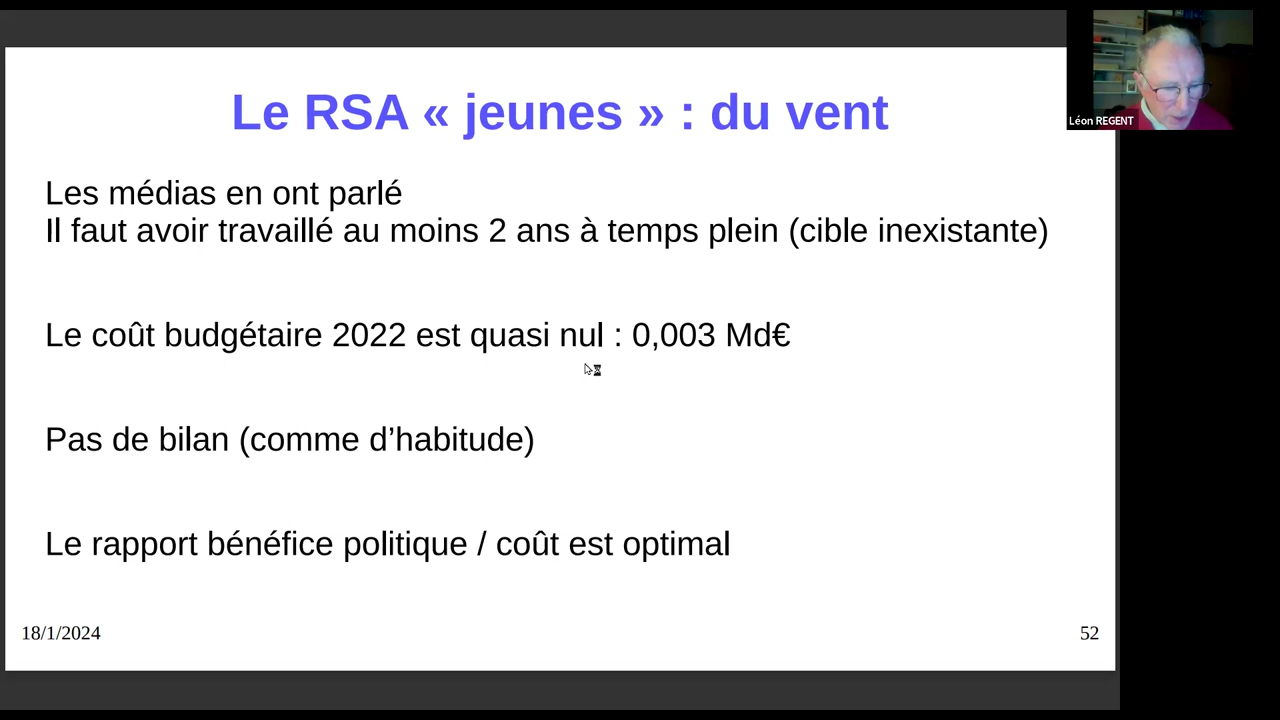 Le RSA « jeunes » : du vent
Léon REGENT
Les médias en ont parlé
Il faut avoir travaillé au moins 2 ans à temps plein (cible inexistante)
Le coût budgétaire 2022 est quasi nul : 0,003 Md€
Pas de bilan (comme d’habitude)
Le rapport bénéfice politique / coût est optimal
18/1/2024
52